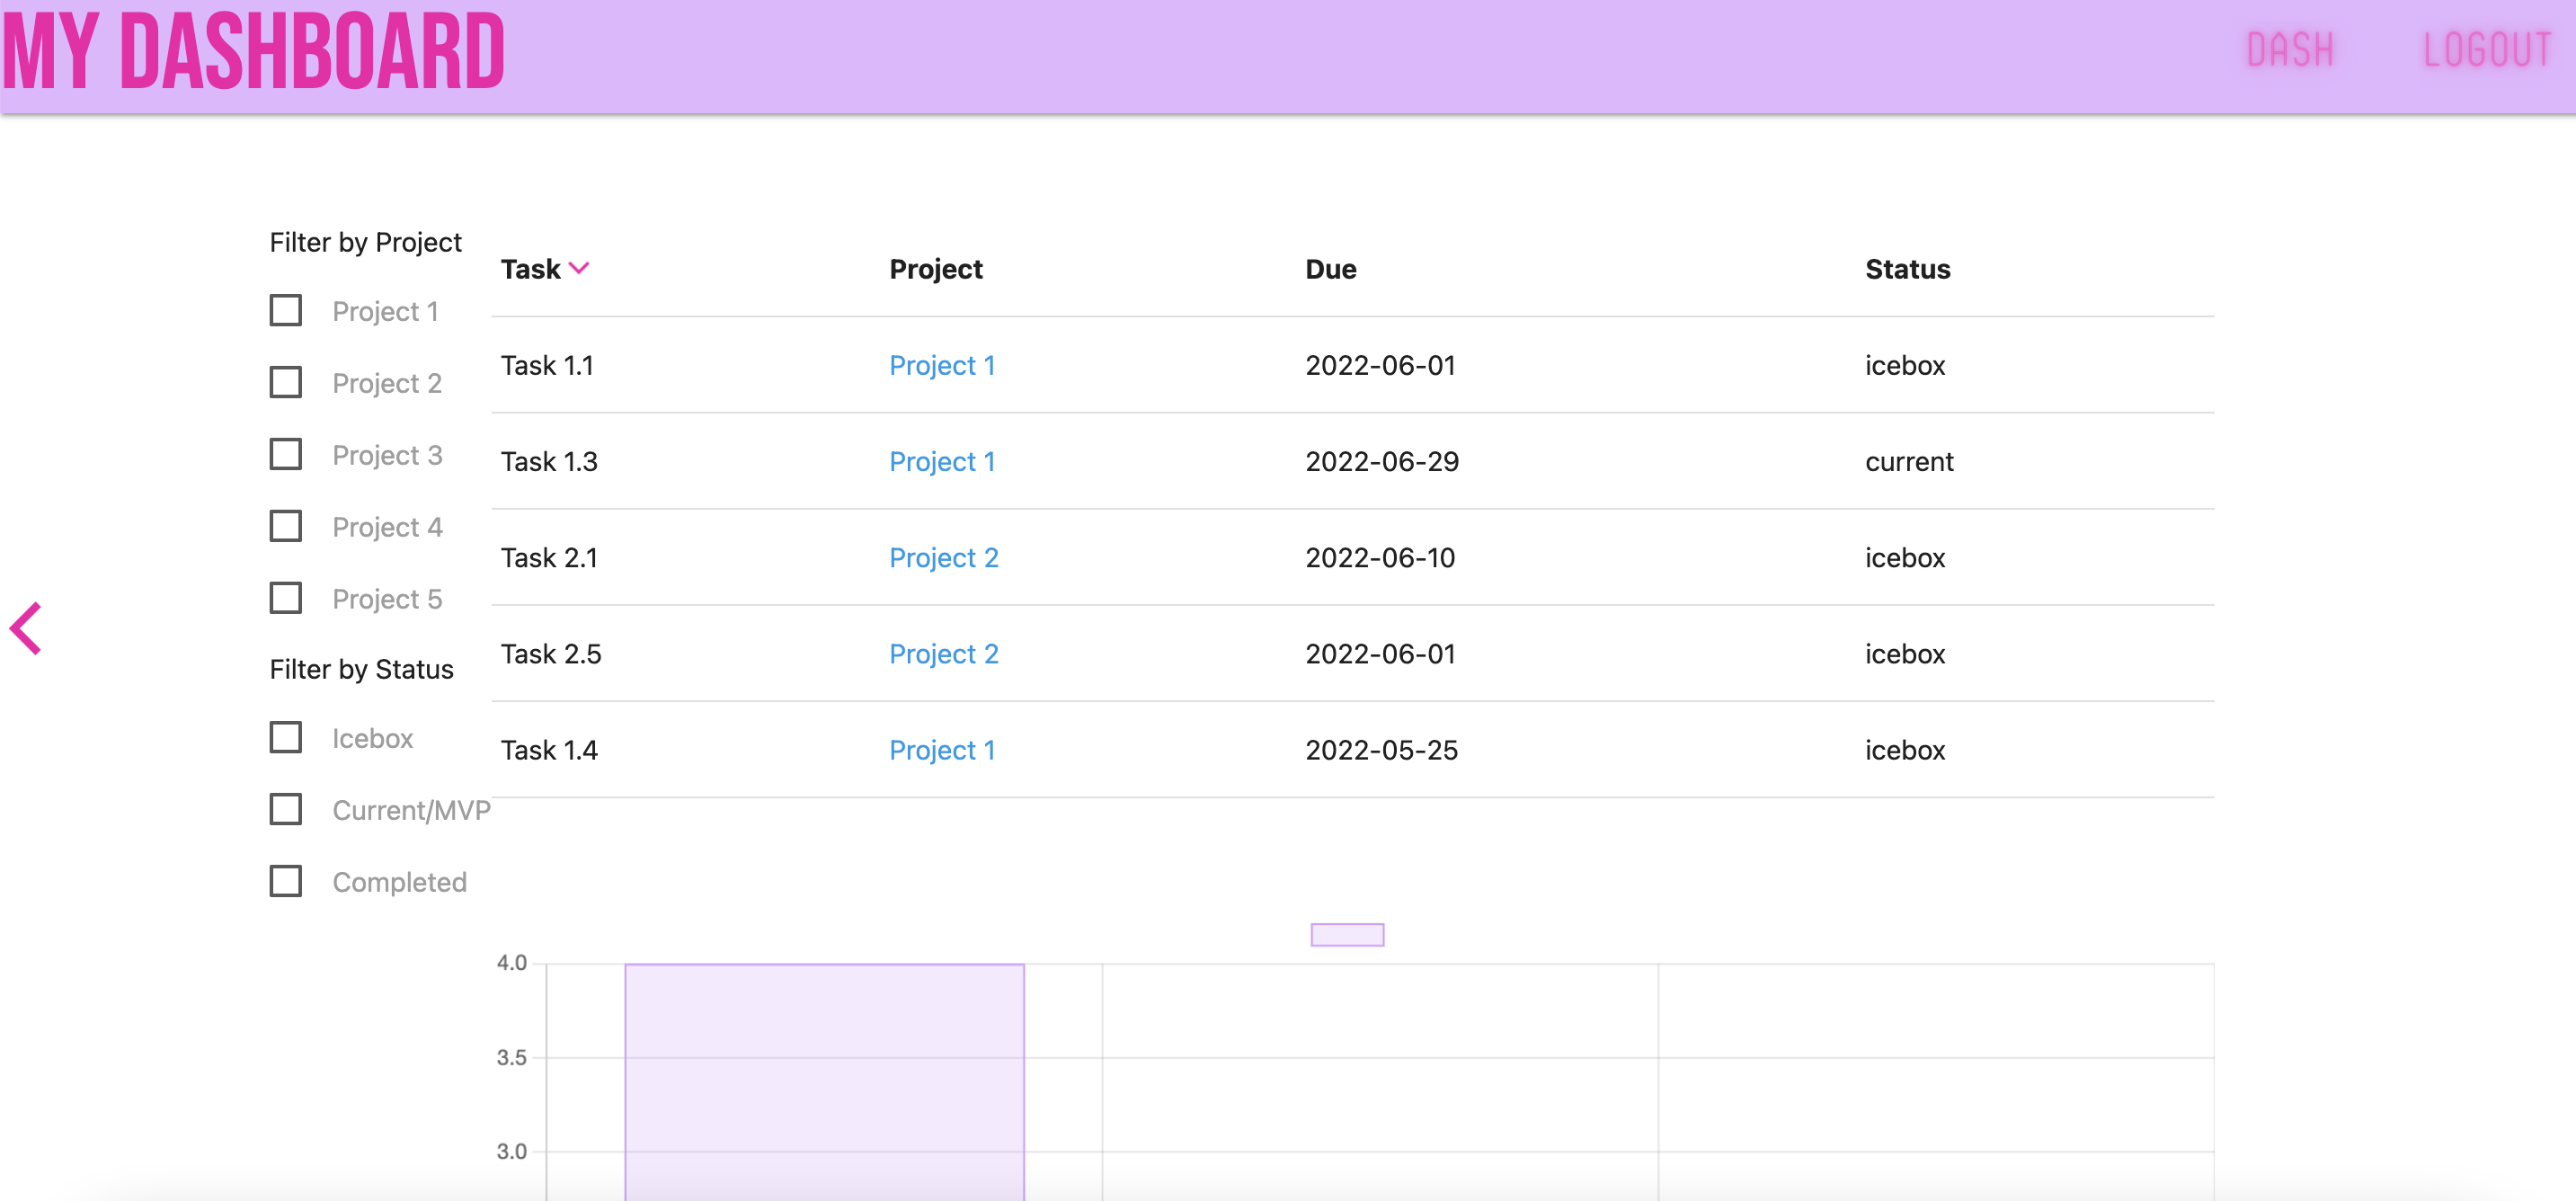 MY DASHBOARD
DASH LOGOUT
Filter by Project
Project 1
Project 2
Project 3
Project 4
Project 5
Filter by Status
Icebox
Current/MVP
Completed
Task Project Due Status
Task 1.1 Project 1 2022-06-01 icebox
Task 1.3 Project 1 2022-06-29 current
Task 2.1 Project 2 2022-06-10 icebox
Task 2.5 Project 2 2022-06-01 icebox
Task 1.4 Project 1 2022-05-25 icebox
4.0
3.5
3.0